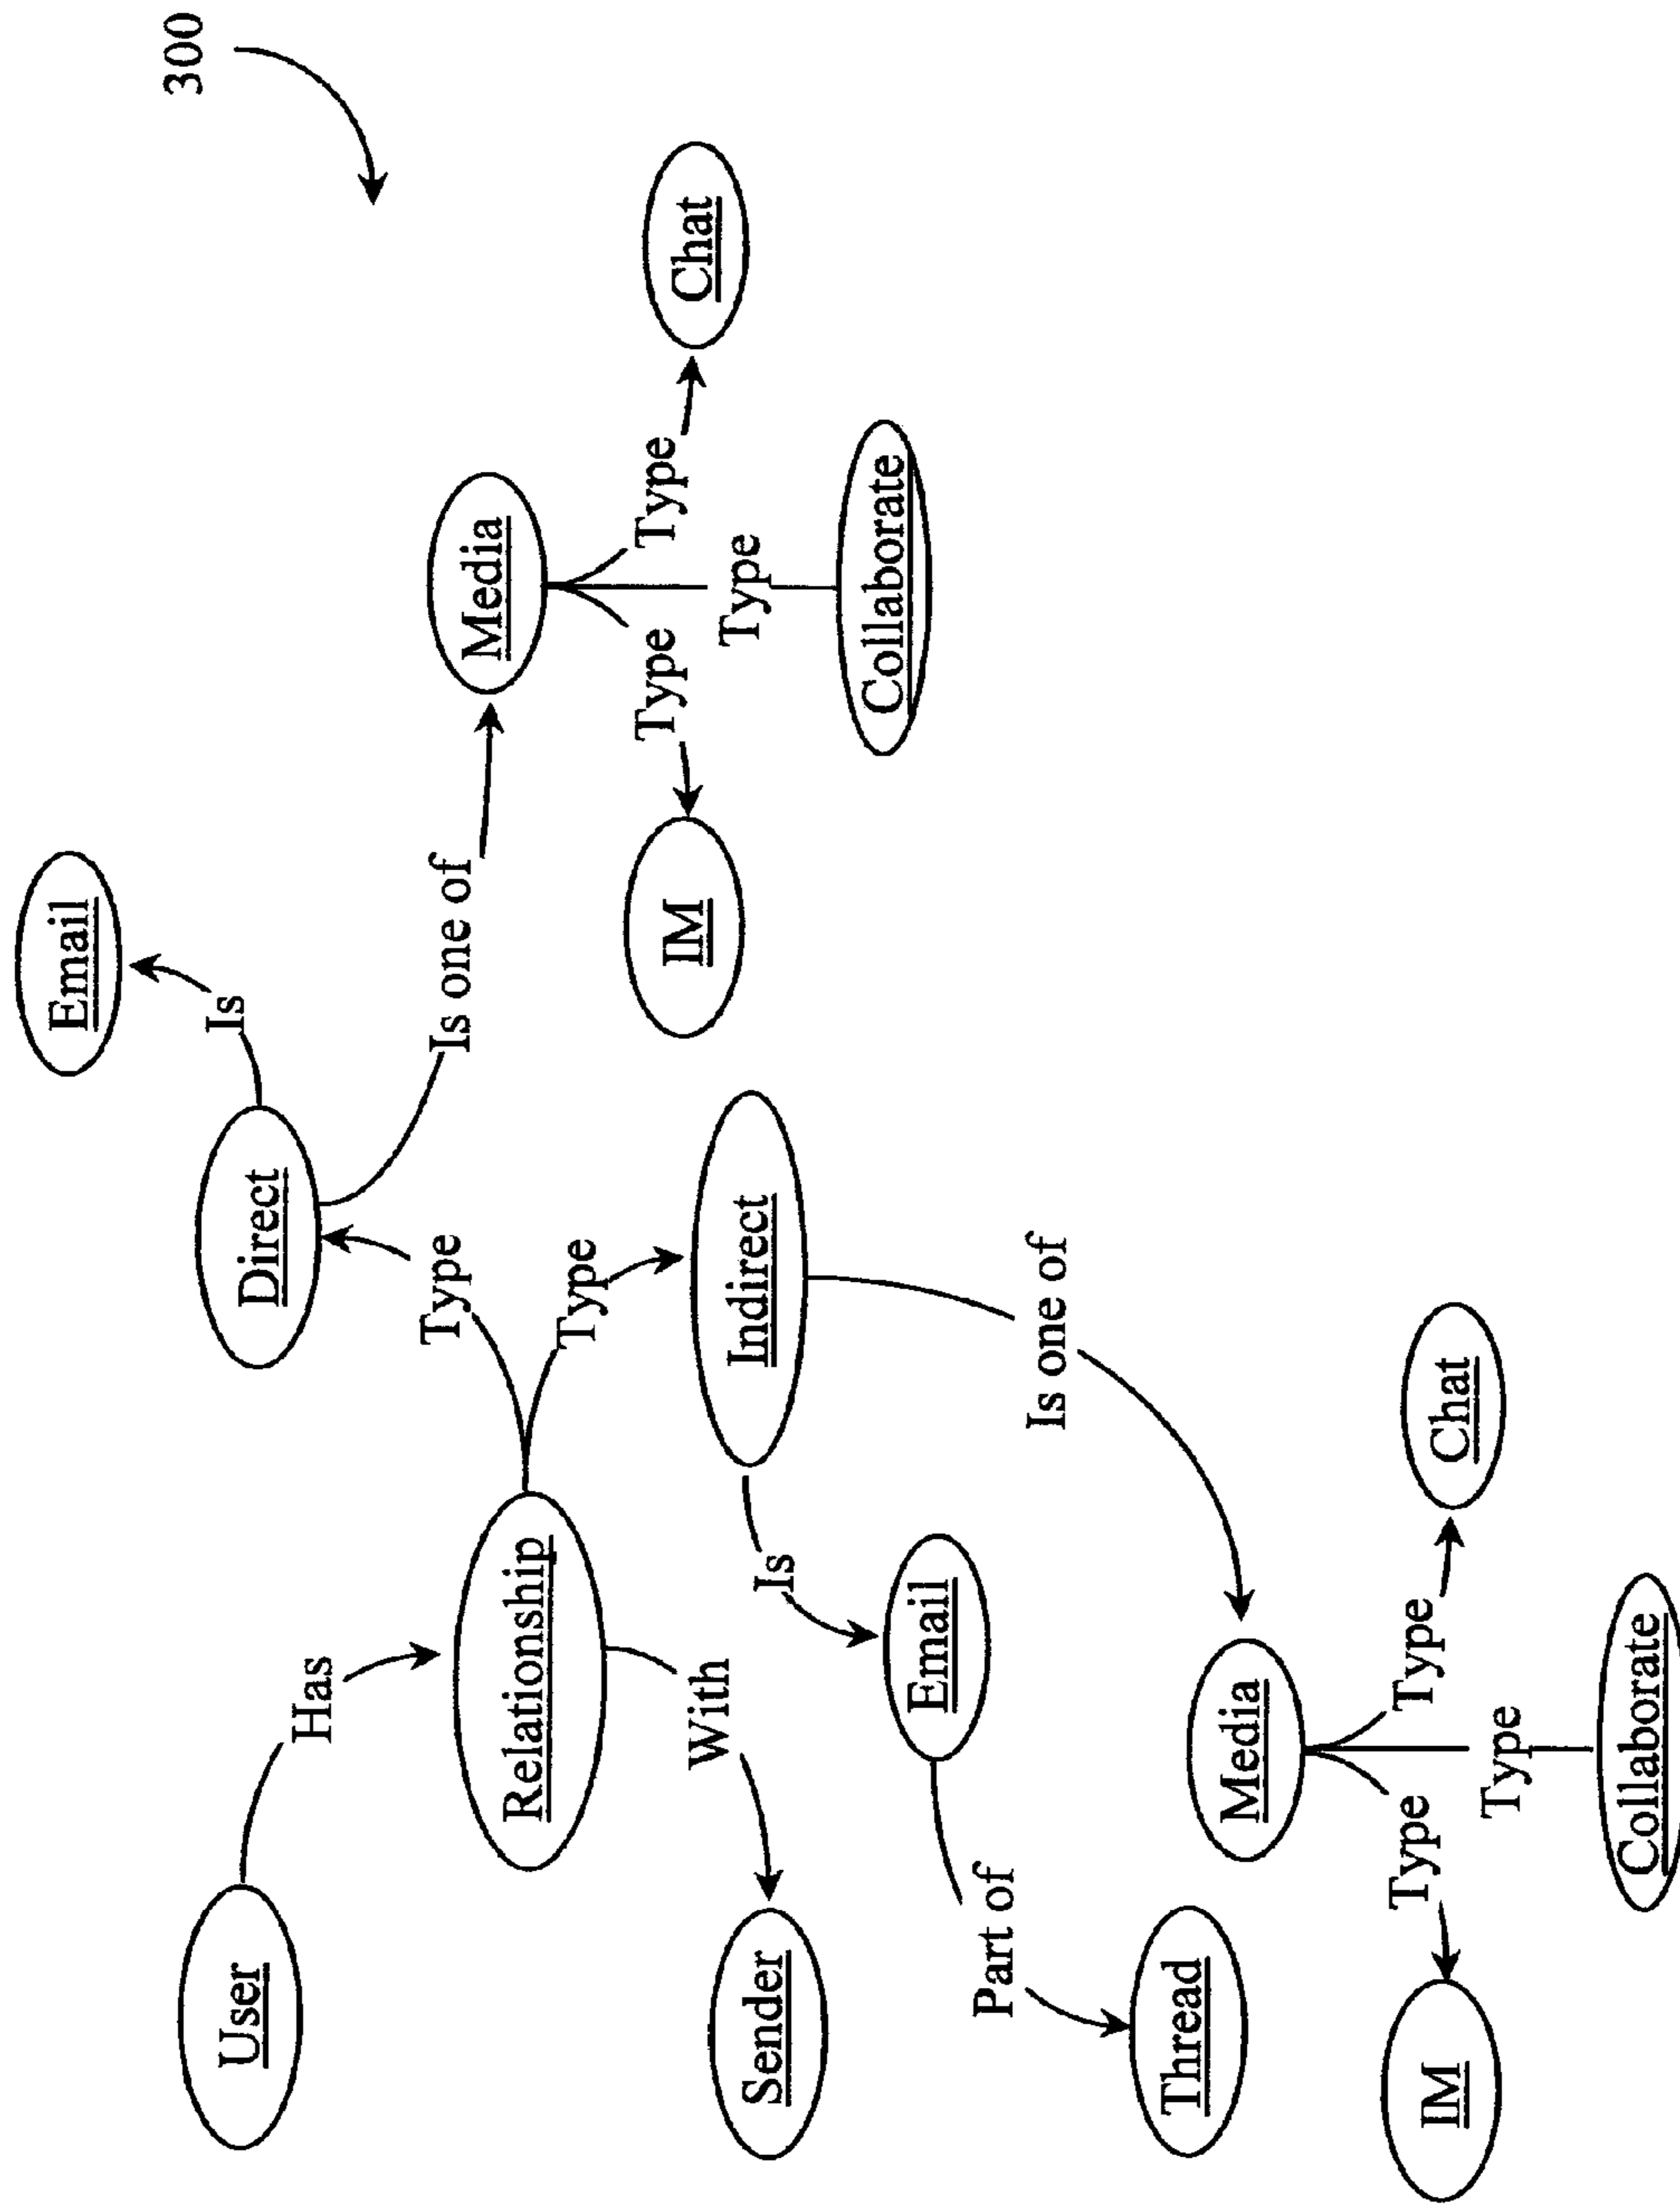 300
User
Has
Relationship
With
Sender
Type
Direct
Is
Email
Is one of
Media
Type
Chat
Type
IM
Type
Collaborate
Type
Indirect
Is
Email
Part of
Thread
Is one of
Media
Type
Chat
Type
IM
Type
Collaborate